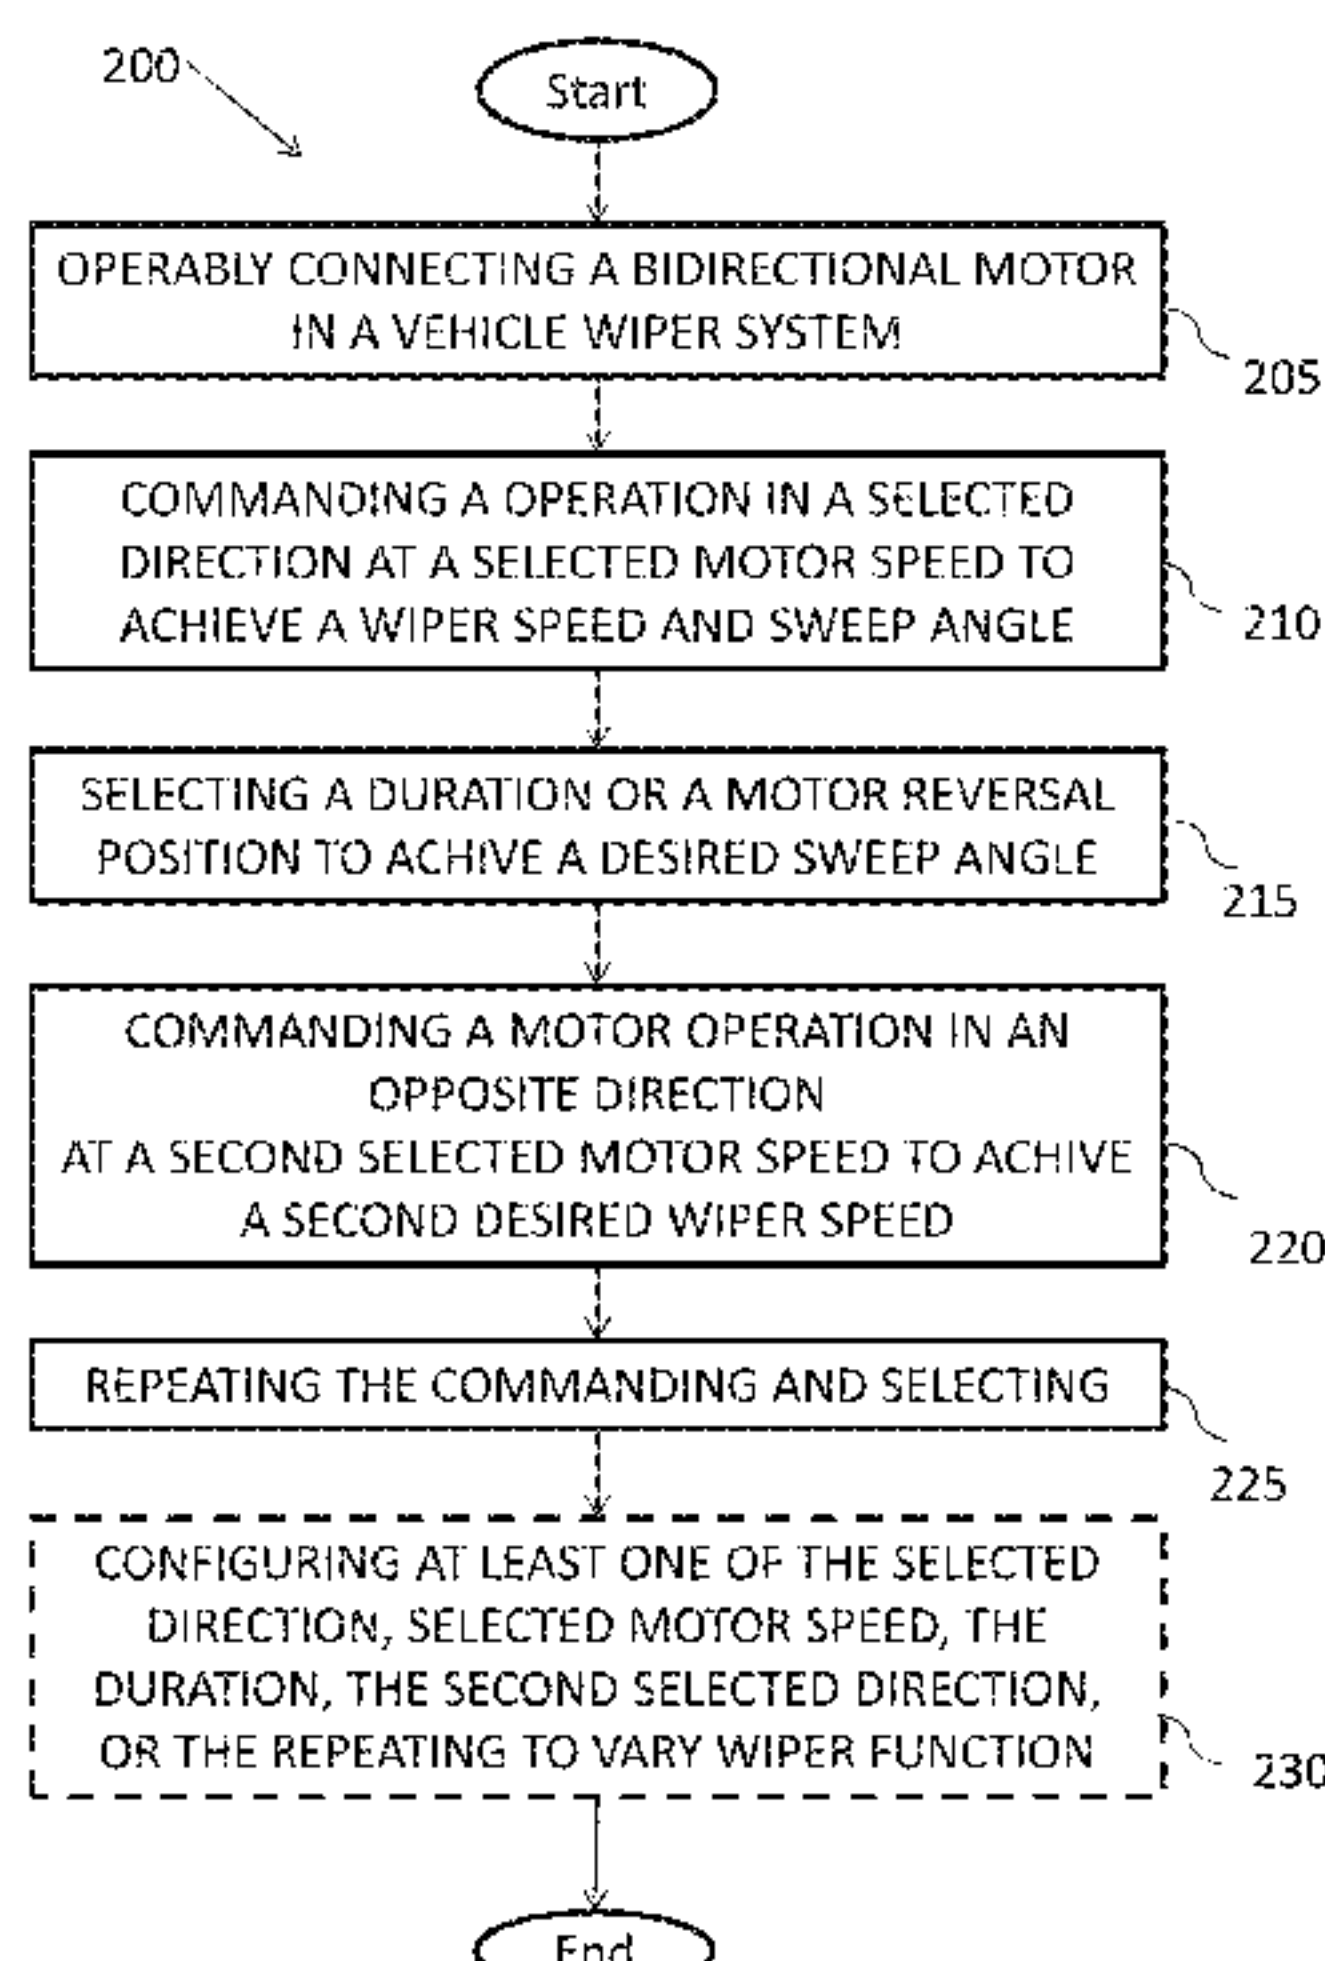 200
Start
OPERABLY CONNECTING A BIDIRECTIONAL MOTOR
IN A VEHICLE WIPER SYSTEM
205
COMMANDING A OPERATION IN A SELECTED
DIRECTION AT A SELECTED MOTOR SPEED TO
ACHIEVE A WIPER SPEED AND SWEEP ANGLE
210
SELECTING A DURATION OR A MOTOR REVERSAL
POSITION TO ACHIVE A DESIRED SWEEP ANGLE
215
COMMANDING A MOTOR OPERATION IN AN
OPPOSITE DIRECTION
AT A SECOND SELECTED MOTOR SPEED TO ACHIVE
A SECOND DESIRED WIPER SPEED
220
REPEATING THE COMMANDING AND SELECTING
225
CONFIGURING AT LEAST ONE OF THE SELECTED
DIRECTION, SELECTED MOTOR SPEED, THE
DURATION, THE SECOND SELECTED DIRECTION,
OR THE REPEATING TO VARY WIPER FUNCTION
230
End